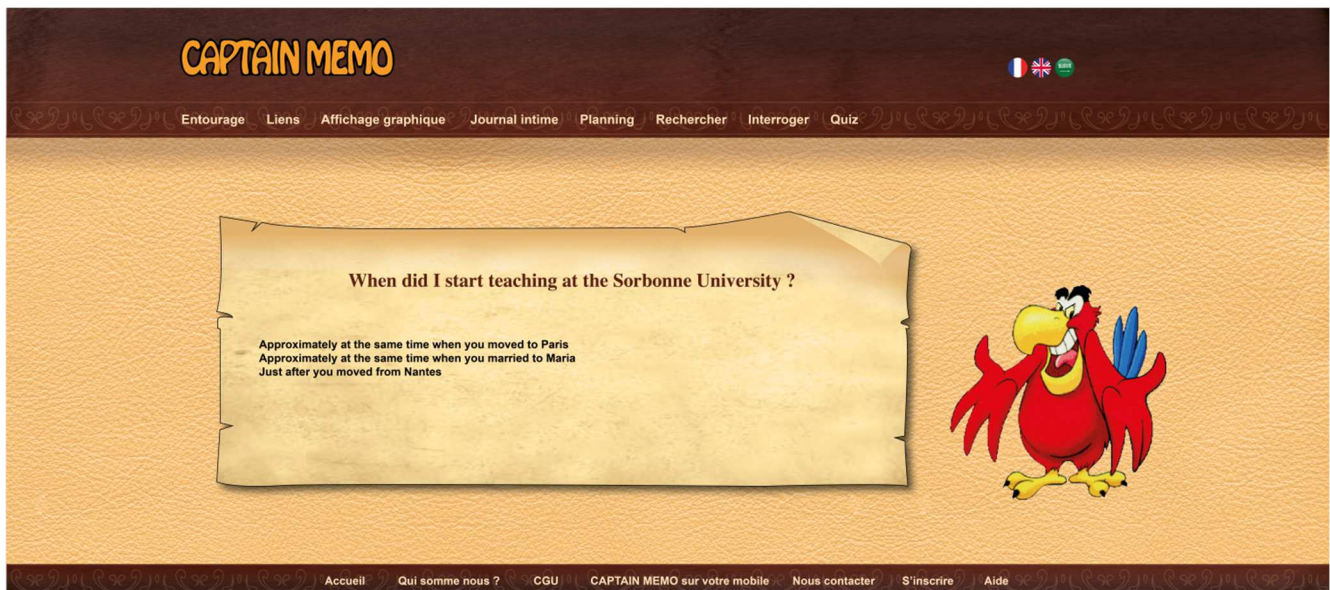 CAPTAIN MEMO
Entourage Liens Affichage graphique Journal intime Planning Rechercher Interroger Quiz
When did I start teaching at the Sorbonne University ?
Approximately at the same time when you moved to Paris
Approximately at the same time when you married to Maria
Just after you moved from Nantes
Accueil Qui somme nous ? CGU CAPTAIN MEMO sur votre mobile Nous contacter S'inscrire Aide